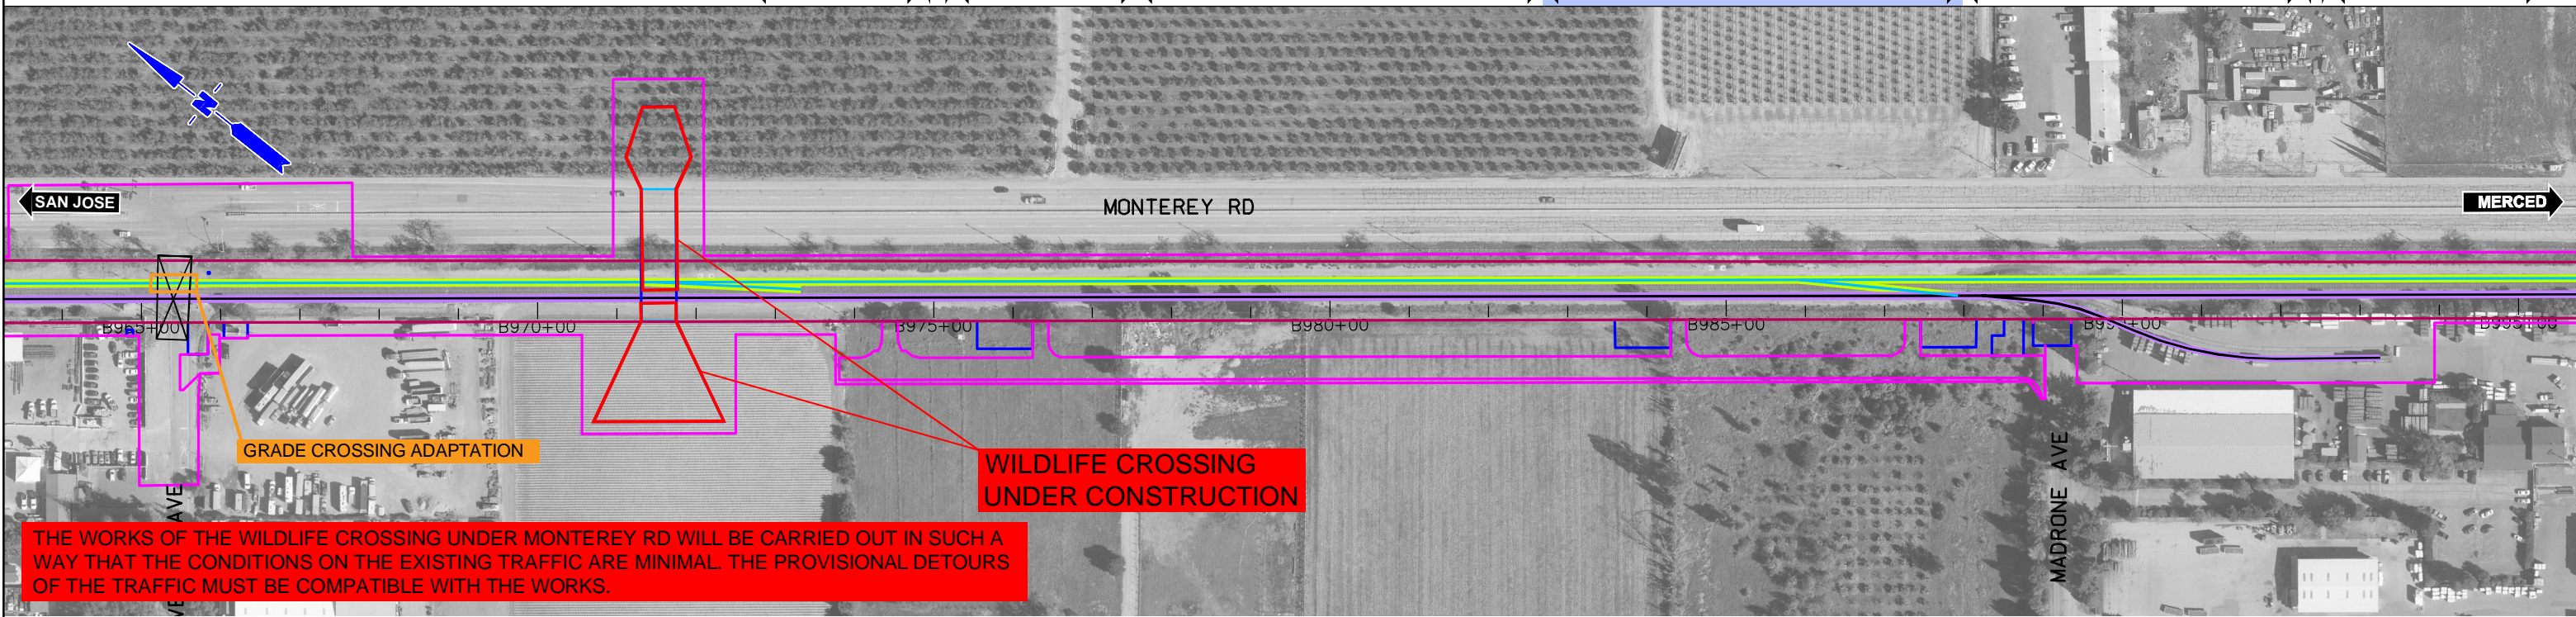 N
SAN JOSE
MONTEREY RD
MERCED
B965+00
B970+00
B975+00
B980+00
B985+00
B995+00
GRADE CROSSING ADAPTATION
WILDLIFE CROSSING
UNDER CONSTRUCTION
MADRONE AVE
AVE
THE WORKS OF THE WILDLIFE CROSSING UNDER MONTEREY RD WILL BE CARRIED OUT IN SUCH A
WAY THAT THE CONDITIONS ON THE EXISTING TRAFFIC ARE MINIMAL. THE PROVISIONAL DETOURS
OF THE TRAFFIC MUST BE COMPATIBLE WITH THE WORKS.